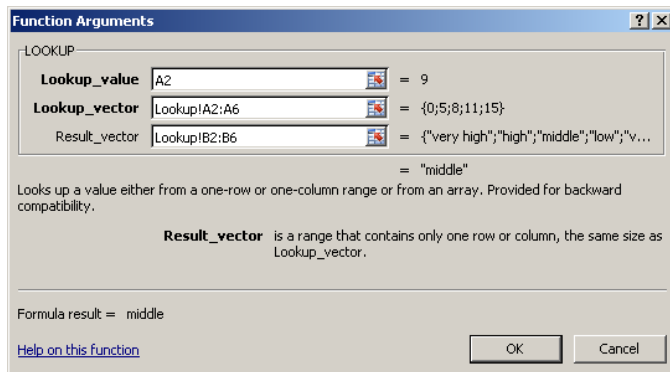 Function Arguments
LOOKUP
Lookup_value A2 = 9
Lookup_vector Lookup!A2:A6 = {0;5;8;11;15}
Result_vector Lookup!B2:B6 = {"very high";"high";"middle";"low";"v...
= "middle"
Looks up a value either from a one-row or one-column range or from an array. Provided for backward
compatibility.
Result_vector is a range that contains only one row or column, the same size as
Lookup_vector.
Formula result = middle
Help on this function OK Cancel